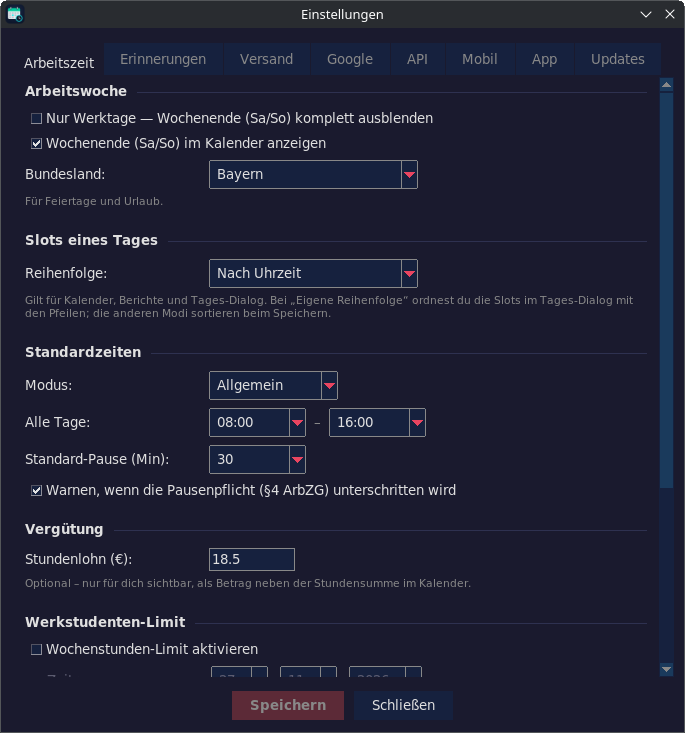 Einstellungen
Arbeitszeit Erinnerungen Versand Google API Mobil App Updates
Arbeitswoche
Nur Werktage — Wochenende (Sa/So) komplett ausblenden
Wochenende (Sa/So) im Kalender anzeigen
Bundesland: Bayern
Für Feiertage und Urlaub.
Slots eines Tages
Reihenfolge: Nach Uhrzeit
Gilt für Kalender, Berichte und Tages-Dialog. Bei „Eigene Reihenfolge“ ordnest du die Slots im Tages-Dialog mit
den Pfeilen; die anderen Modi sortieren beim Speichern.
Standardzeiten
Modus: Allgemein
Alle Tage: 08:00 – 16:00
Standard-Pause (Min): 30
Warnen, wenn die Pausenpflicht (§4 ArbZG) unterschritten wird
Vergütung
Stundenlohn (€): 18.5
Optional – nur für dich sichtbar, als Betrag neben der Stundensumme im Kalender.
Werkstudenten-Limit
Wochenstunden-Limit aktivieren
Speichern Schließen